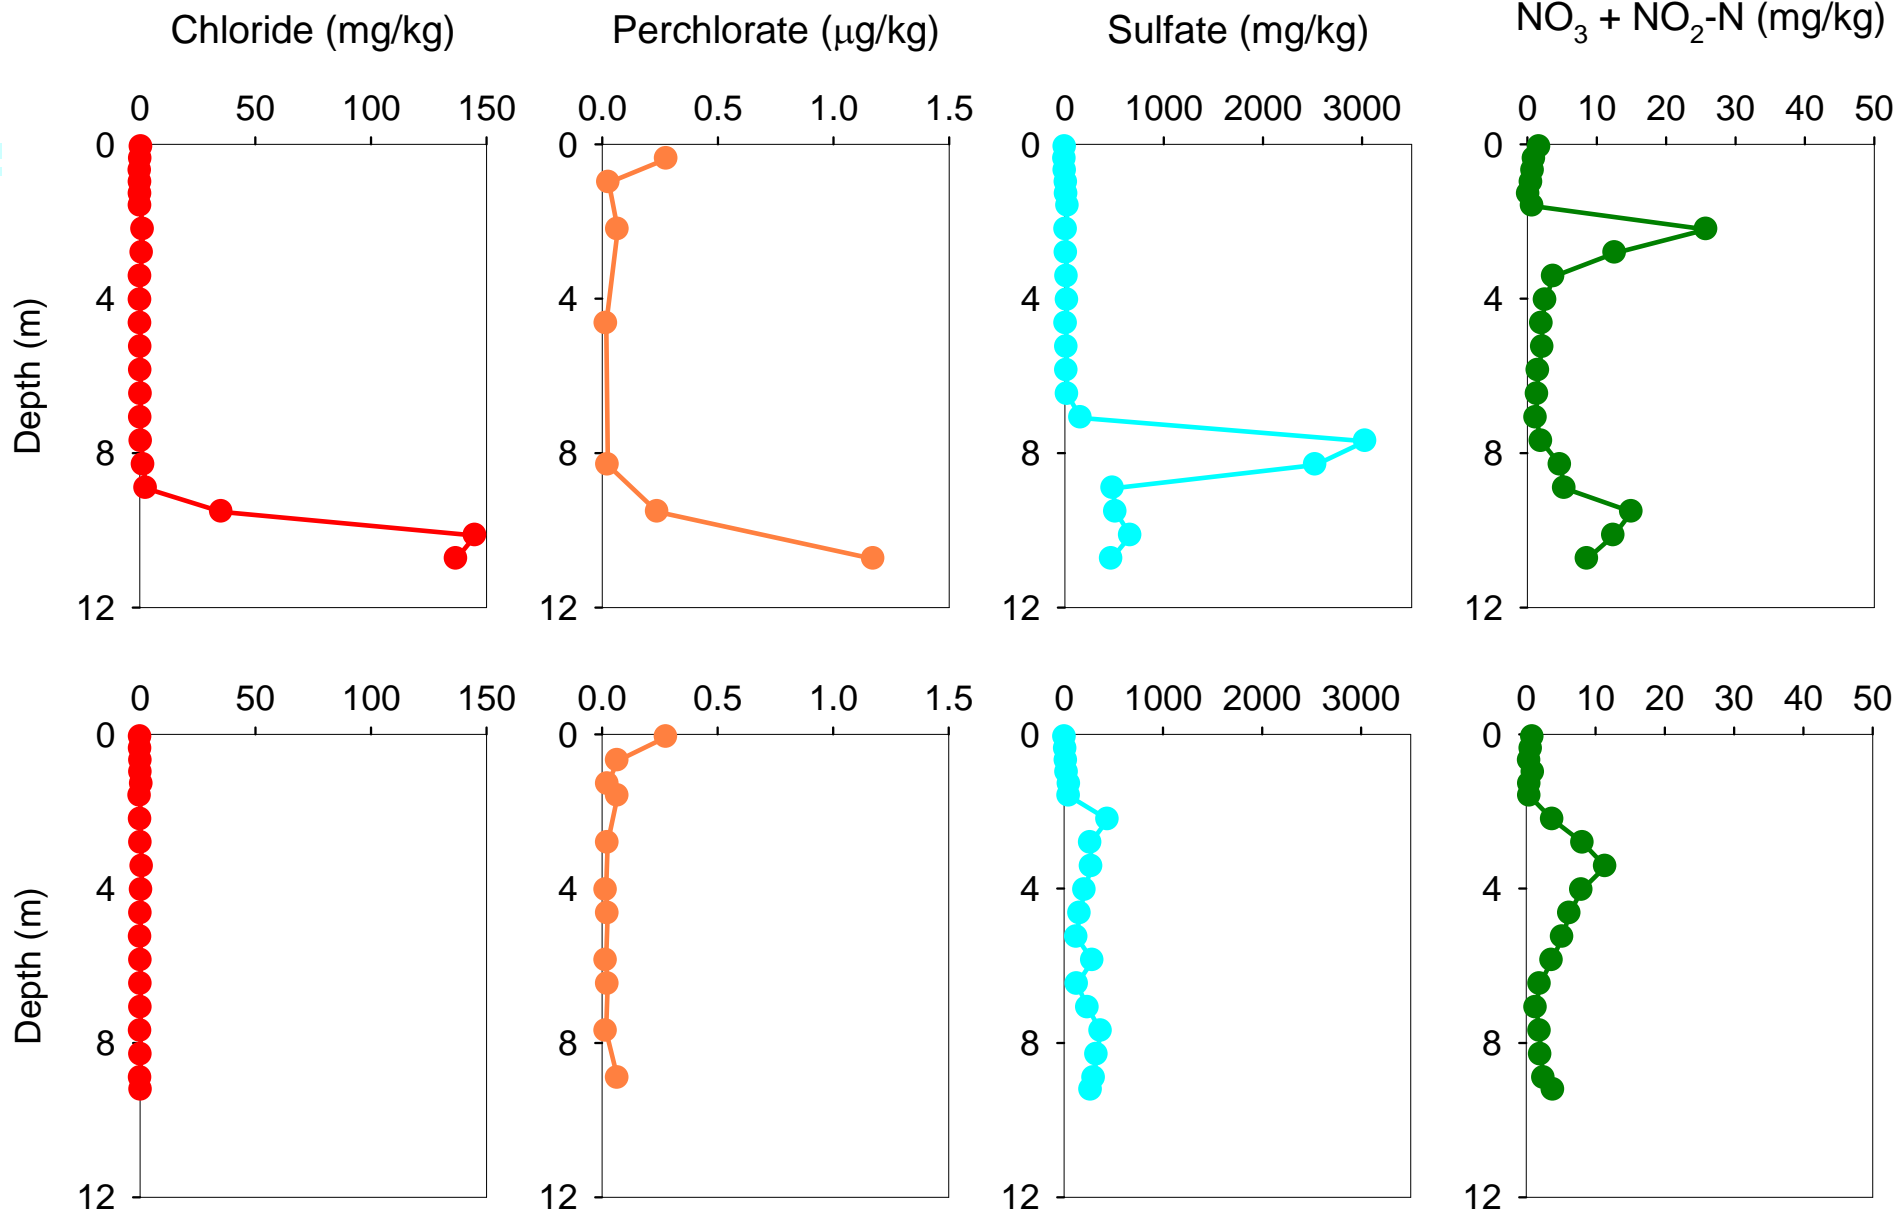 Chloride (mg/kg)
Perchlorate (μg/kg)
Sulfate (mg/kg)
NO3 + NO2-N (mg/kg)
0 50 100 150
0.0 0.5 1.0 1.5
0 1000 2000 3000
0 10 20 30 40 50
0 0 0 0
4 4 4 4
Depth (m)
8 8 8 8
12 12 12 12
0 50 100 150
0.0 0.5 1.0 1.5
0 1000 2000 3000
0 10 20 30 40 50
0 0 0 0
4 4 4 4
Depth (m)
8 8 8 8
12 12 12 12